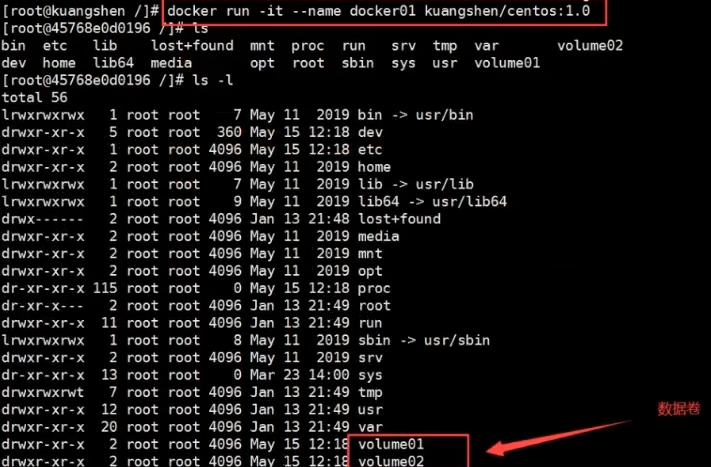 [root@kuangshen /]# docker run -it --name docker01 kuangshen/centos:1.0
[root@45768e0d0196 /]# ls
bin  etc   lib    lost+found  mnt  proc  run   srv  tmp  var       volume02
dev  home  lib64  media       opt  root  sbin  sys  usr  volume01
[root@45768e0d0196 /]# ls -l
total 56
lrwxrwxrwx   1 root root    7 May 11  2019 bin -> usr/bin
drwxr-xr-x   5 root root  360 May 15 12:18 dev
drwxr-xr-x   1 root root 4096 May 15 12:18 etc
drwxr-xr-x   2 root root 4096 May 11  2019 home
lrwxrwxrwx   1 root root    7 May 11  2019 lib -> usr/lib
lrwxrwxrwx   1 root root    9 May 11  2019 lib64 -> usr/lib64
drwx------   2 root root 4096 Jan 13 21:48 lost+found
drwxr-xr-x   2 root root 4096 May 11  2019 media
drwxr-xr-x   2 root root 4096 May 11  2019 mnt
drwxr-xr-x   2 root root 4096 May 11  2019 opt
dr-xr-xr-x 115 root root    0 May 15 12:18 proc
dr-xr-x---   2 root root 4096 Jan 13 21:49 root
drwxr-xr-x  11 root root 4096 Jan 13 21:49 run
lrwxrwxrwx   1 root root    8 May 11  2019 sbin -> usr/sbin
drwxr-xr-x   2 root root 4096 May 11  2019 srv
dr-xr-xr-x  13 root root    0 Mar 23 14:00 sys
drwxrwxrwt   7 root root 4096 Jan 13 21:49 tmp
drwxr-xr-x  12 root root 4096 Jan 13 21:49 usr
drwxr-xr-x  20 root root 4096 Jan 13 21:49 var
数据卷
drwxr-xr-x   2 root root 4096 May 15 12:18 volume01
drwxr-xr-x   2 root root 4096 May 15 12:18 volume02